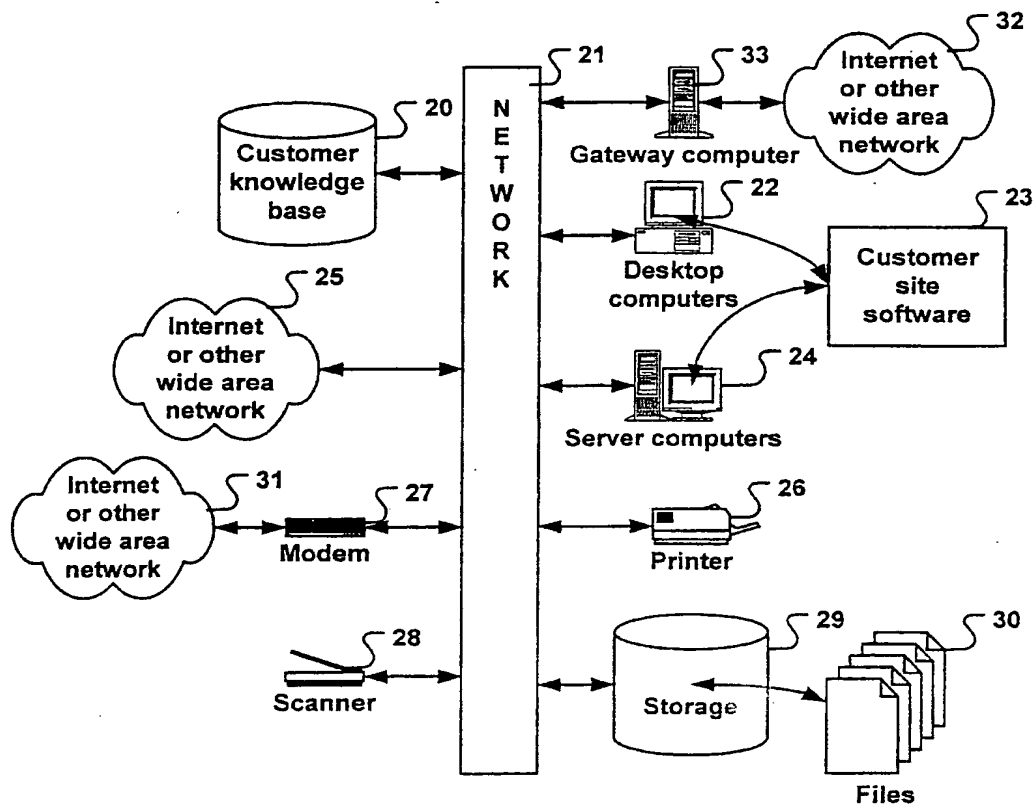 32
21
33
Internet
or other
wide area
network
20
N
E
T
W
O
R
K
Customer
knowledge
base
Gateway computer
22
23
Desktop
computers
Customer
site
software
25
Internet
or other
wide area
network
24
Server computers
31
Internet
or other
wide area
network
27
Modem
26
Printer
28
Scanner
29
Storage
30
Files